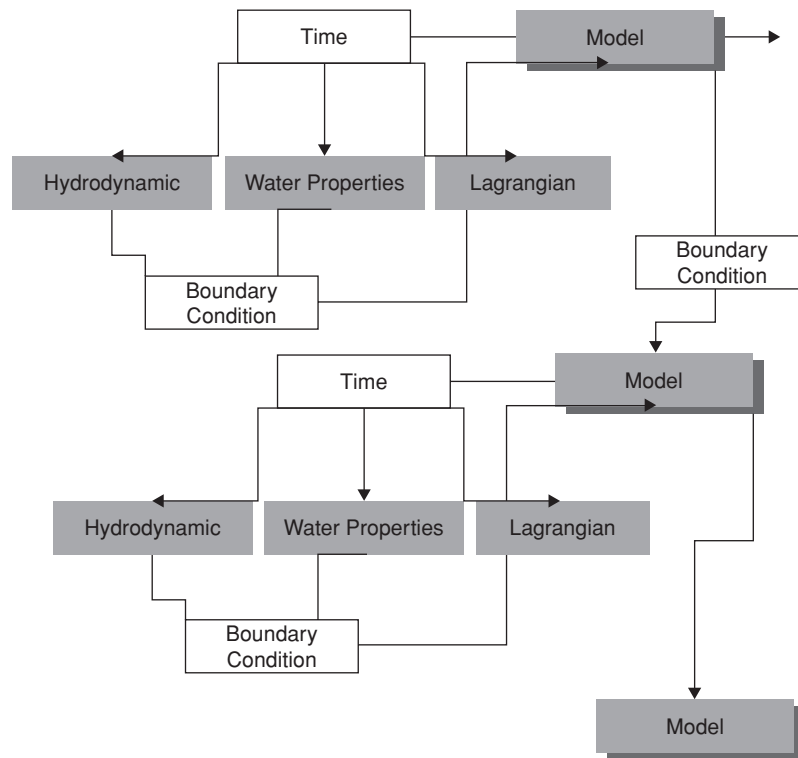 Time
Model
Hydrodynamic
Water Properties
Lagrangian
Boundary
Condition
Boundary
Condition
Time
Model
Hydrodynamic
Water Properties
Lagrangian
Boundary
Condition
Model